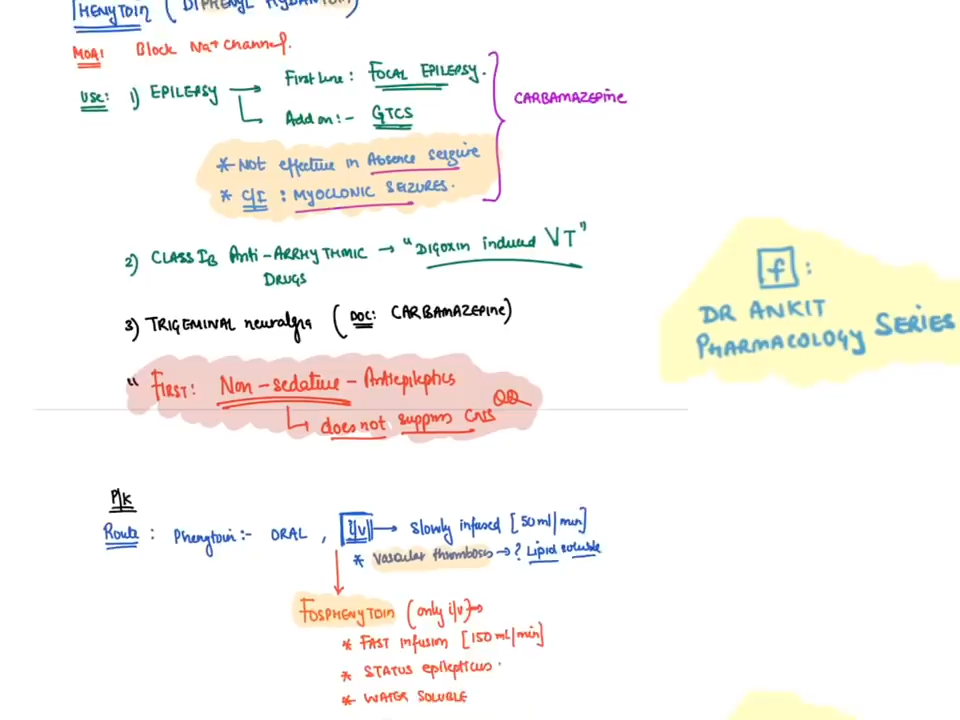 PHENYTOIN ( DIPHENYL HYDANTOIN)
MOA: Block Na+ channel.
Use: 1) EPILEPSY → First Line : FOCAL EPILEPSY.
Add on :- GTCS
CARBAMAZEPINE
* Not effective in Absence seizure
* C/I : MYOCLONIC SEIZURES.
2) CLASS IB Anti-ARRHYTHMIC → "DIGOXIN induced VT"
DRUGS
3) TRIGEMINAL neuralgia (DOC: CARBAMAZEPINE)
" FIRST: Non-sedative - Antiepileptics
does not suppress CNS
f :
DR ANKIT
PHARMACOLOGY SERIES
P/K
Route : Phenytoin:- ORAL , i/v → Slowly infused [50 ml/min]
* Vascular thrombosis → ? Lipid soluble
FOSPHENYTOIN (only i/v)→
* FAST infusion [150 ml/min]
* STATUS epilepticus.
* WATER SOLUBLE